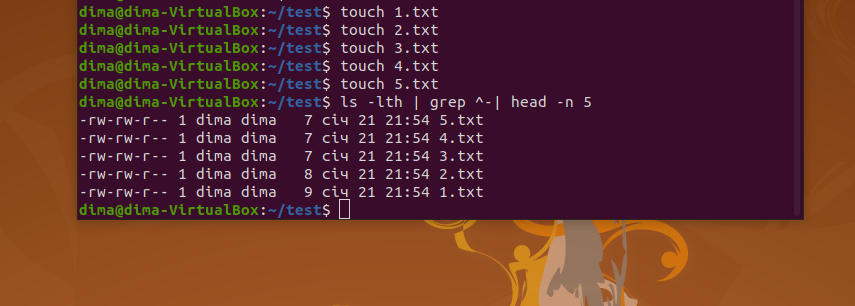 dima@dima-VirtualBox:~/test$ touch 1.txt
dima@dima-VirtualBox:~/test$ touch 2.txt
dima@dima-VirtualBox:~/test$ touch 3.txt
dima@dima-VirtualBox:~/test$ touch 4.txt
dima@dima-VirtualBox:~/test$ touch 5.txt
dima@dima-VirtualBox:~/test$ ls -lth | grep ^-| head -n 5
-rw-rw-r-- 1 dima dima   7 січ 21 21:54 5.txt
-rw-rw-r-- 1 dima dima   7 січ 21 21:54 4.txt
-rw-rw-r-- 1 dima dima   7 січ 21 21:54 3.txt
-rw-rw-r-- 1 dima dima   8 січ 21 21:54 2.txt
-rw-rw-r-- 1 dima dima   9 січ 21 21:54 1.txt
dima@dima-VirtualBox:~/test$